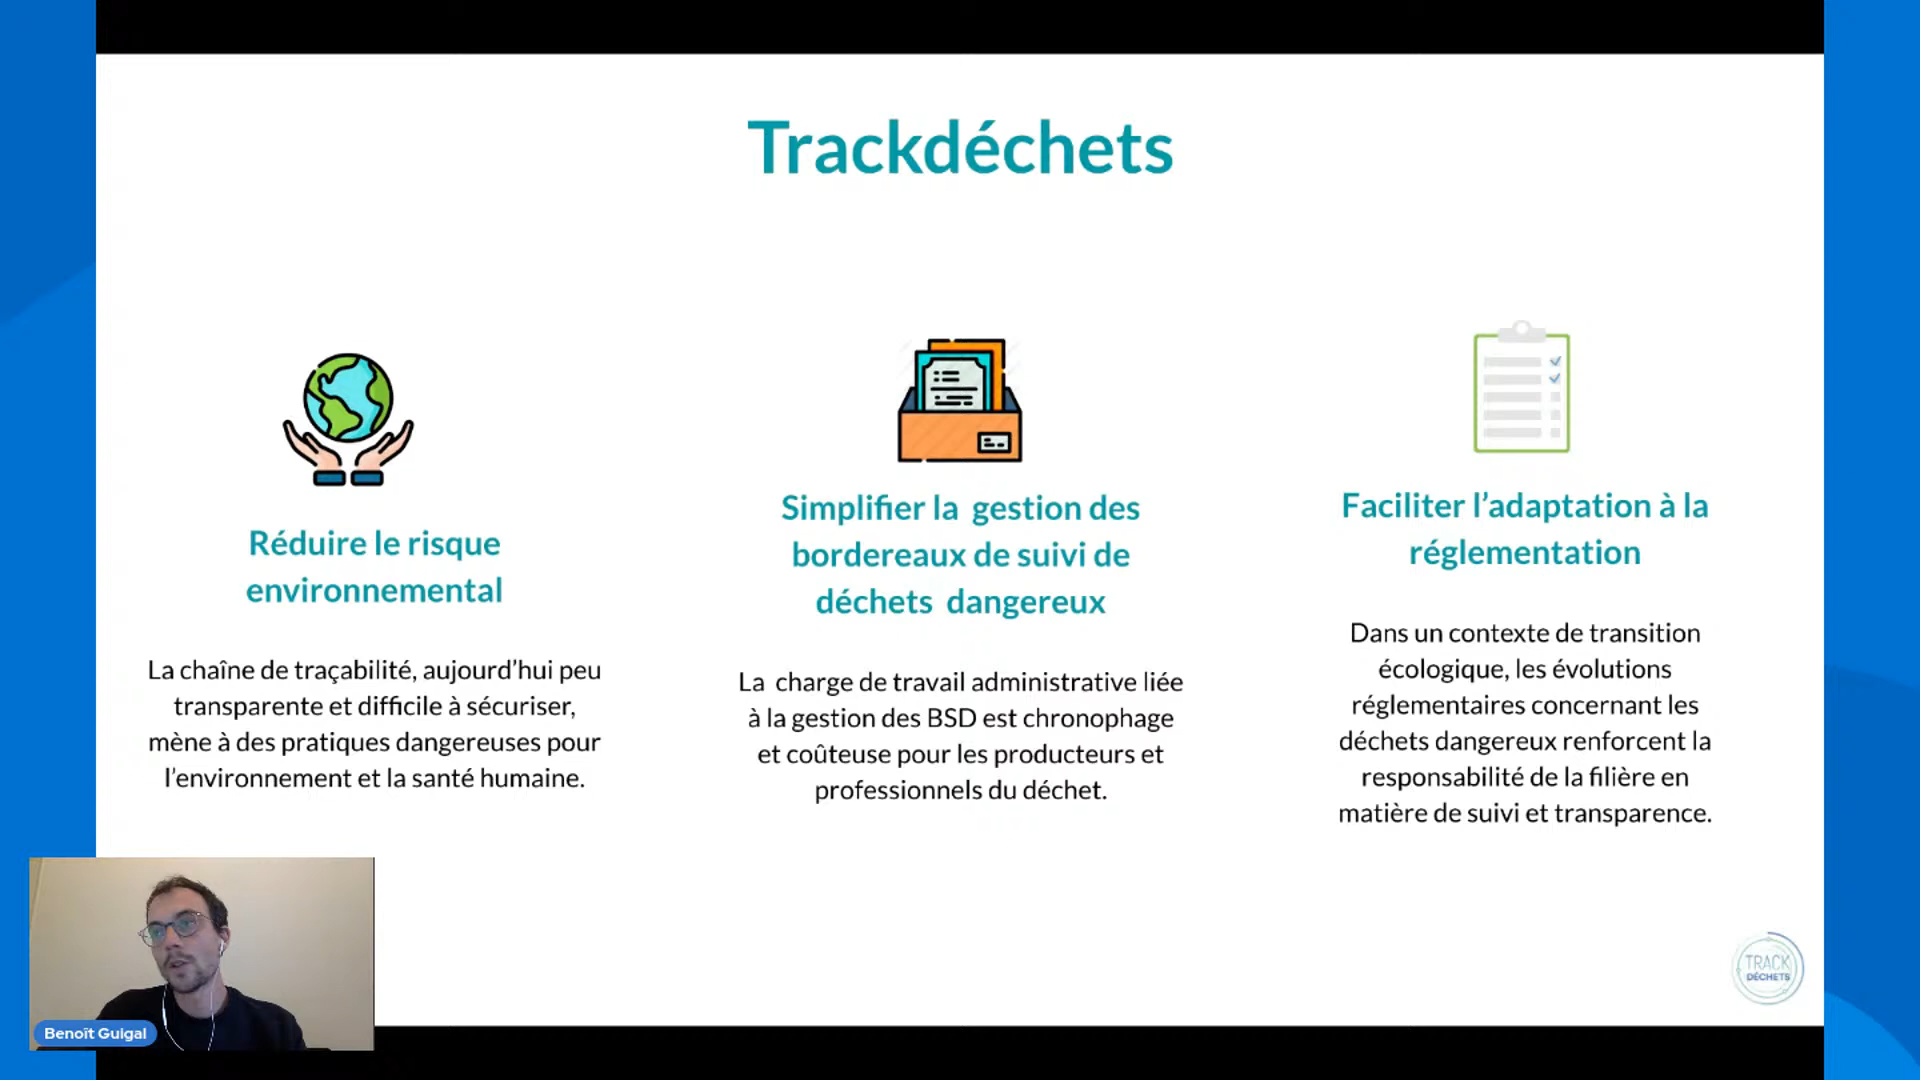 Trackdéchets
Réduire le risque
environnemental
La chaîne de traçabilité, aujourd'hui peu
transparente et difficile à sécuriser,
mène à des pratiques dangereuses pour
l'environnement et la santé humaine.
Simplifier la gestion des
bordereaux de suivi de
déchets dangereux
La charge de travail administrative liée
à la gestion des BSD est chronophage
et coûteuse pour les producteurs et
professionnels du déchet.
Faciliter l’adaptation à la
réglementation
Dans un contexte de transition
écologique, les évolutions
réglementaires concernant les
déchets dangereux renforcent la
responsabilité de la filière en
matière de suivi et transparence.
TRACK
DÉCHETS
Benoît Guigal